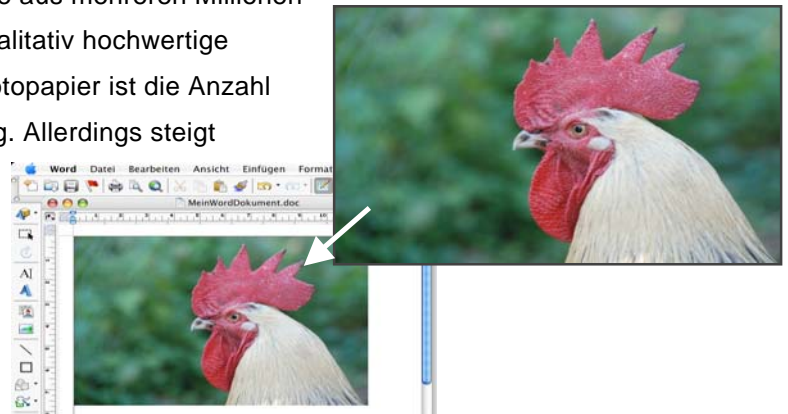 aus mehreren Millionen
alitativ hochwertige
otopapier ist die Anzahl
g. Allerdings steigt
Word Datei Bearbeiten Ansicht Einfügen Format
MeinWordDokument.doc